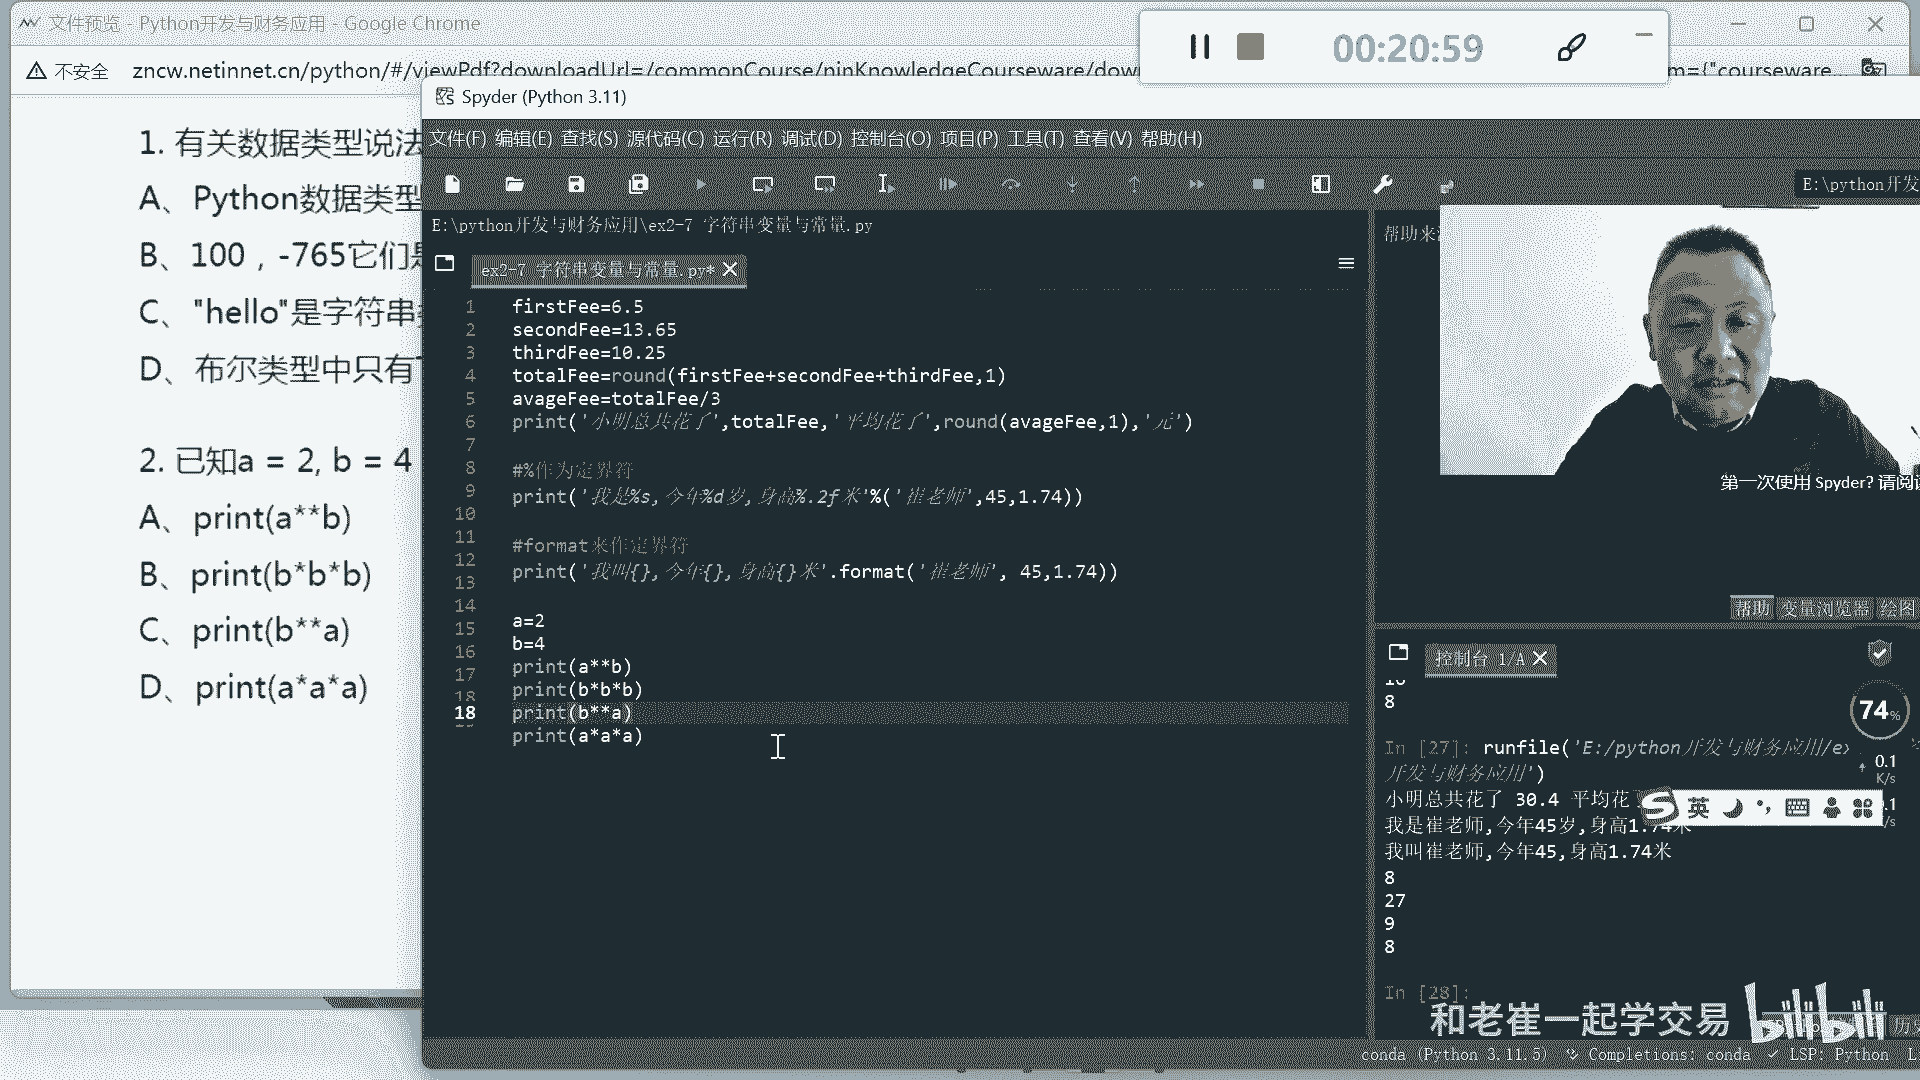 文件预览 - Python开发与财务应用 - Google Chrome
不安全 zncw.netinnet.cn/python/#/viewPdf?downloadUrl=/commonCourse/ninKnowledgeCourseware/dow
m={"courseware...
00:20:59
1. 有关数据类型说法
A、Python数据类型
B、100，-765它们是
C、"hello"是字符串
D、布尔类型中只有
2. 已知a = 2, b = 4
A、print(a**b)
B、print(b*b*b)
C、print(b**a)
D、print(a*a*a)
Spyder (Python 3.11)
文件(F) 编辑(E) 查找(S) 源代码(C) 运行(R) 调试(D) 控制台(O) 项目(P) 工具(T) 查看(V) 帮助(H)
E:\python开发
E:\python开发与财务应用\ex2-7 字符串变量与常量.py
ex2-7 字符串变量与常量.py*
1 firstFee=6.5
2 secondFee=13.65
3 thirdFee=10.25
4 totalFee=round(firstFee+secondFee+thirdFee,1)
5 avageFee=totalFee/3
6 print('小明总共花了',totalFee,'平均花了',round(avageFee,1),'元')
7
8 #%作为定界符
9 print('我是%s,今年%d岁,身高%.2f米'%('崔老师',45,1.74))
10
11 #format来作定界符
12 print('我叫{},今年{},身高{}米'.format('崔老师', 45,1.74))
13
14 a=2
15 b=4
16 print(a**b)
17 print(b*b*b)
18 print(b**a)
print(a*a*a)
帮助来
第一次使用 Spyder? 请阅读
帮助 变量浏览器 绘图
控制台 1/A
8
In [27]: runfile('E:/python开发与财务应用/ex
开发与财务应用')
小明总共花了 30.4 平均花
我是崔老师,今年45岁,身高1.74米
我叫崔老师,今年45,身高1.74米
8
27
9
8
In [28]:
74%
0.1
K/s
英
和老崔一起学交易 bilibili
conda (Python 3.11.5) Completions: conda LSP: Python